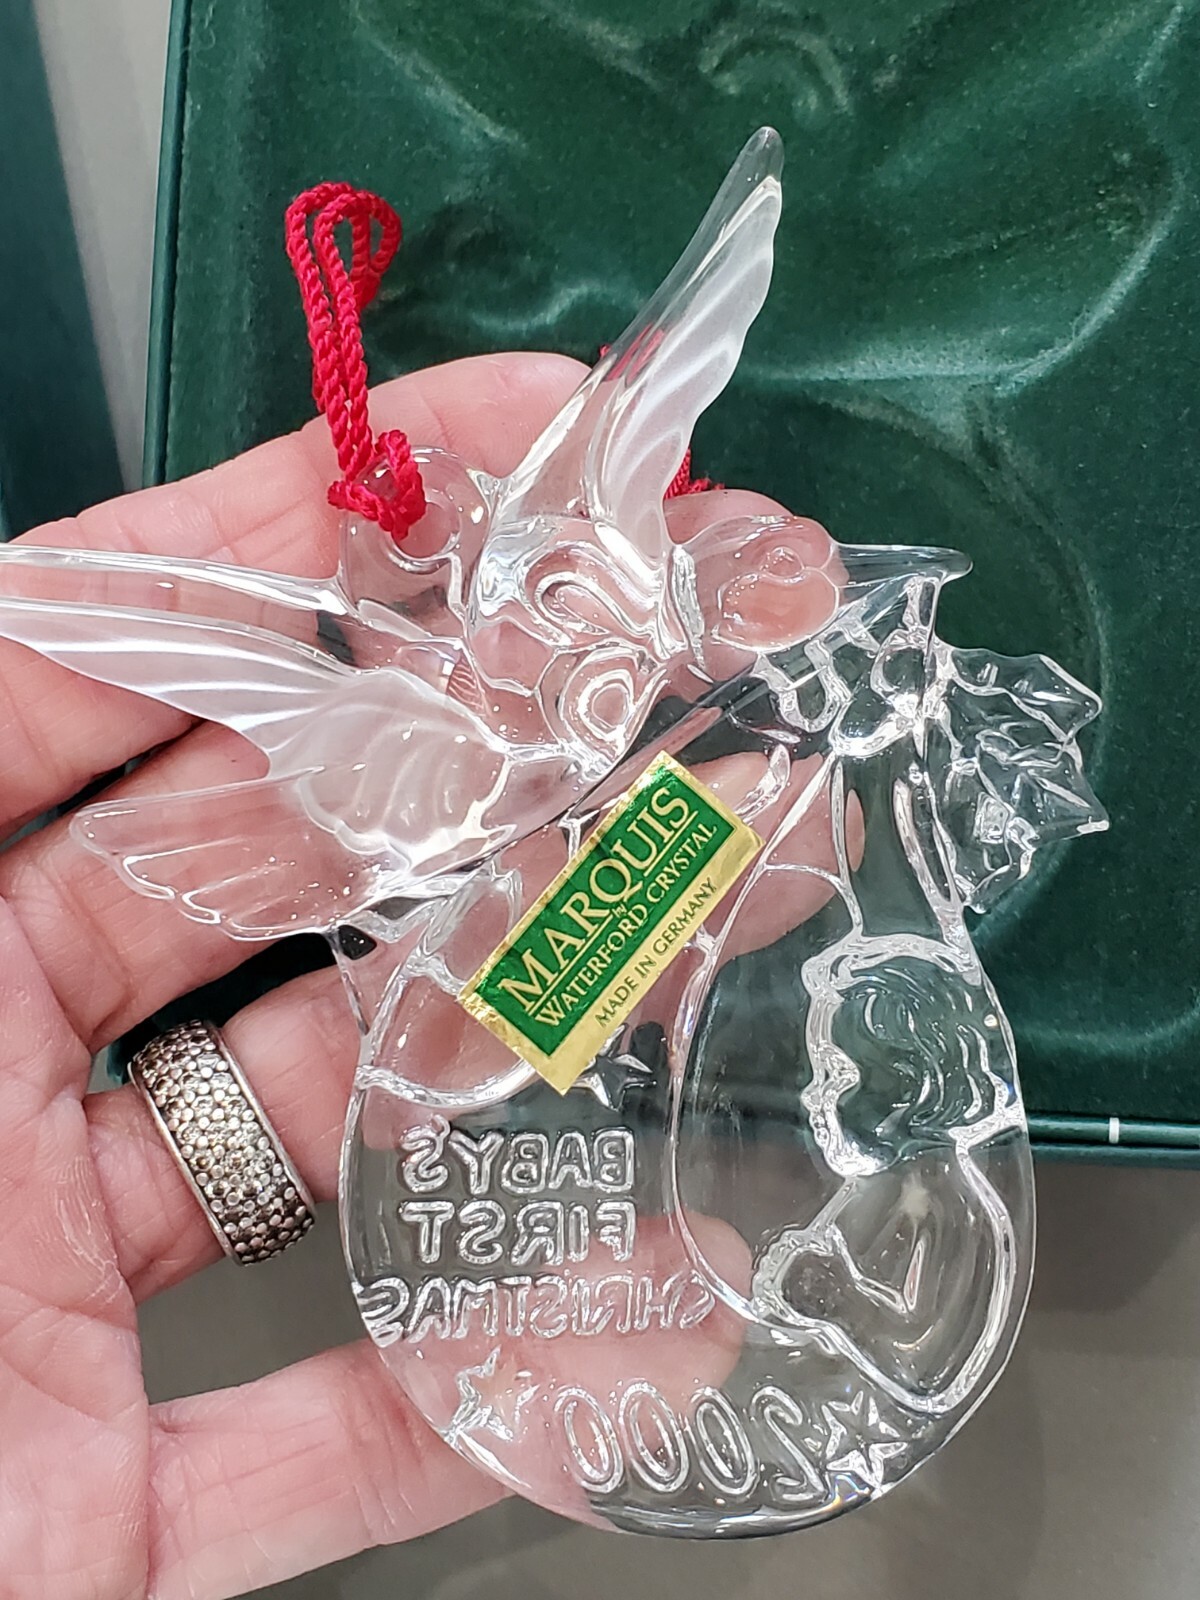 MARQUIS
by
WATERFORD CRYSTAL
MADE IN GERMANY
BABY'S
FIRST
CHRISTMAS
2000